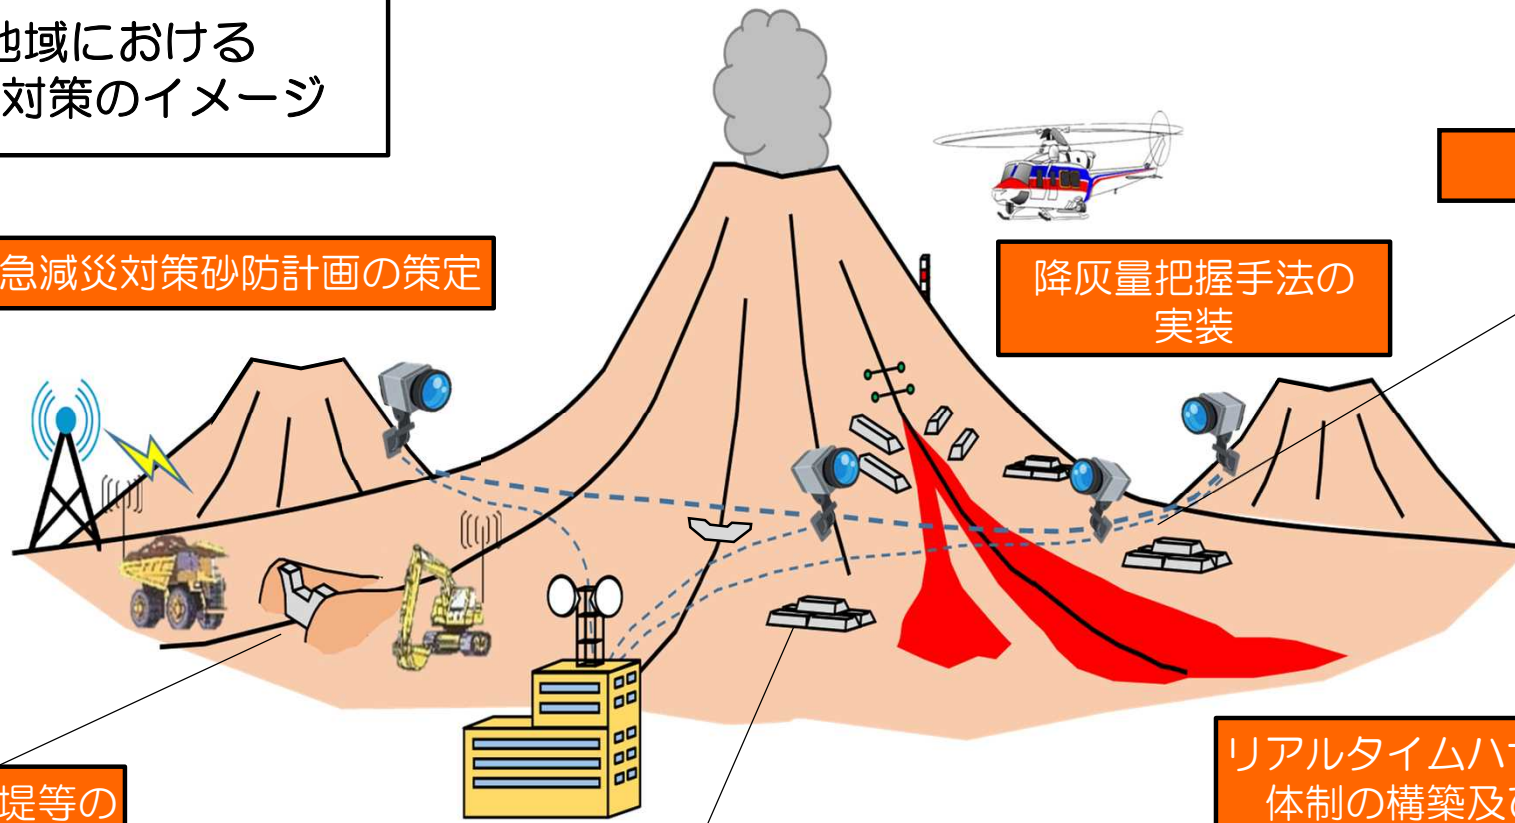 地域における
対策のイメージ
急減災対策砂防計画の策定
降灰量把握手法の
実装
堤等の
リアルタイムハ
体制の構築及び